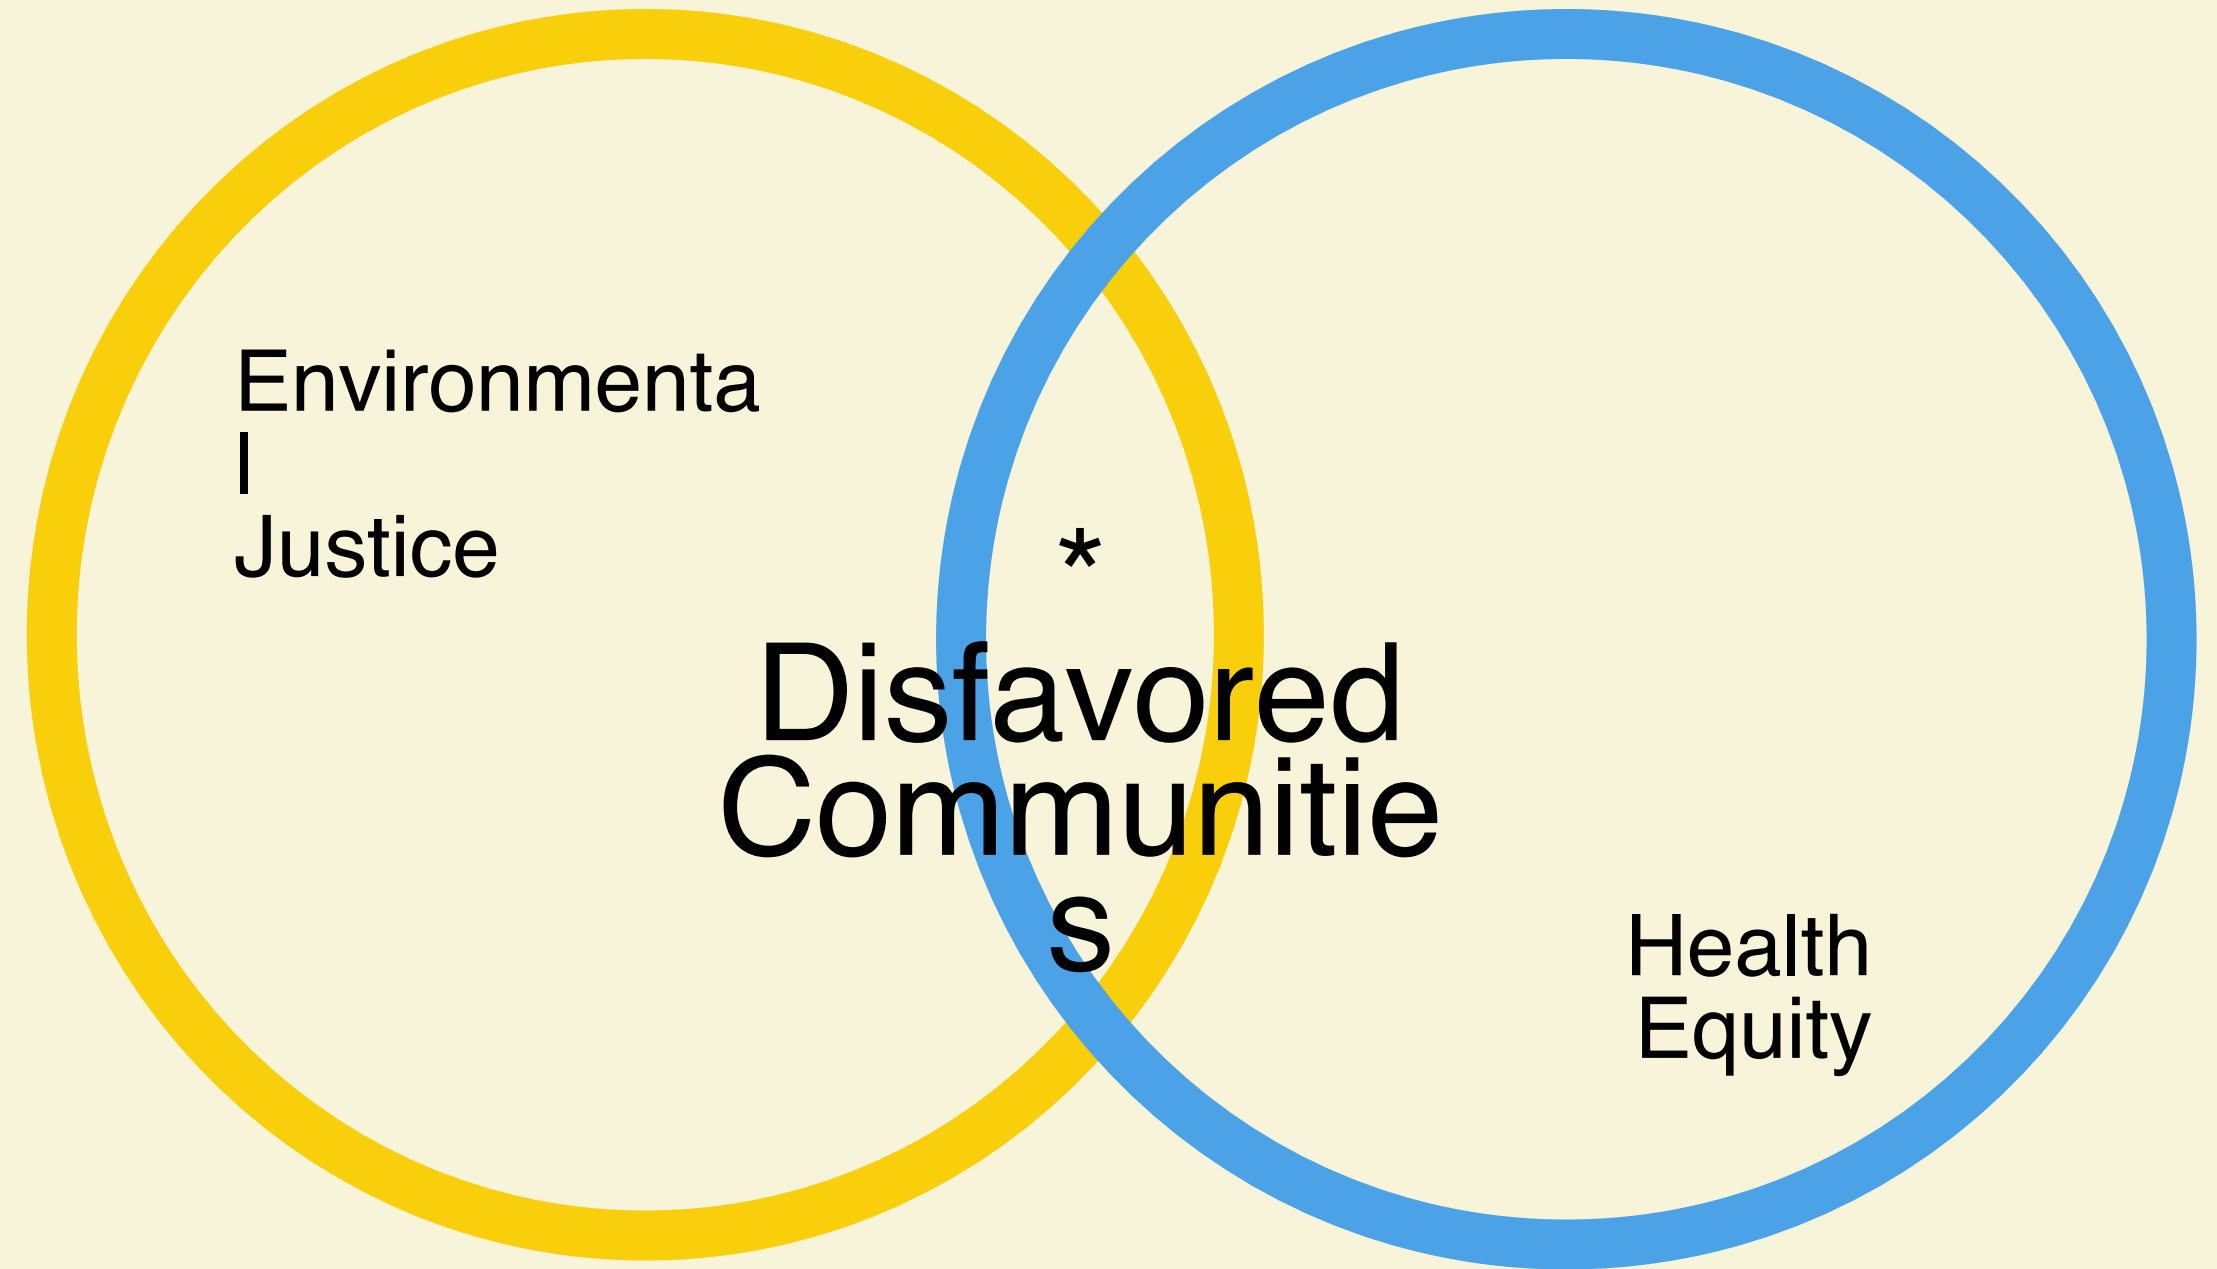 Environmenta
l
Justice
*
Disfavored
Communitie
s
Health
Equity